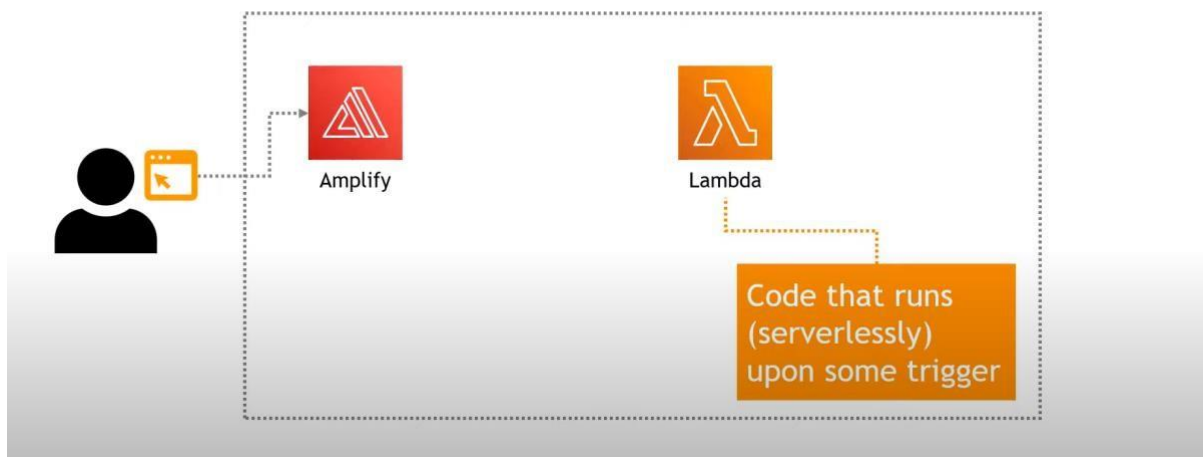 Amplify
Lambda
Code that runs
(serverlessly)
upon some trigger